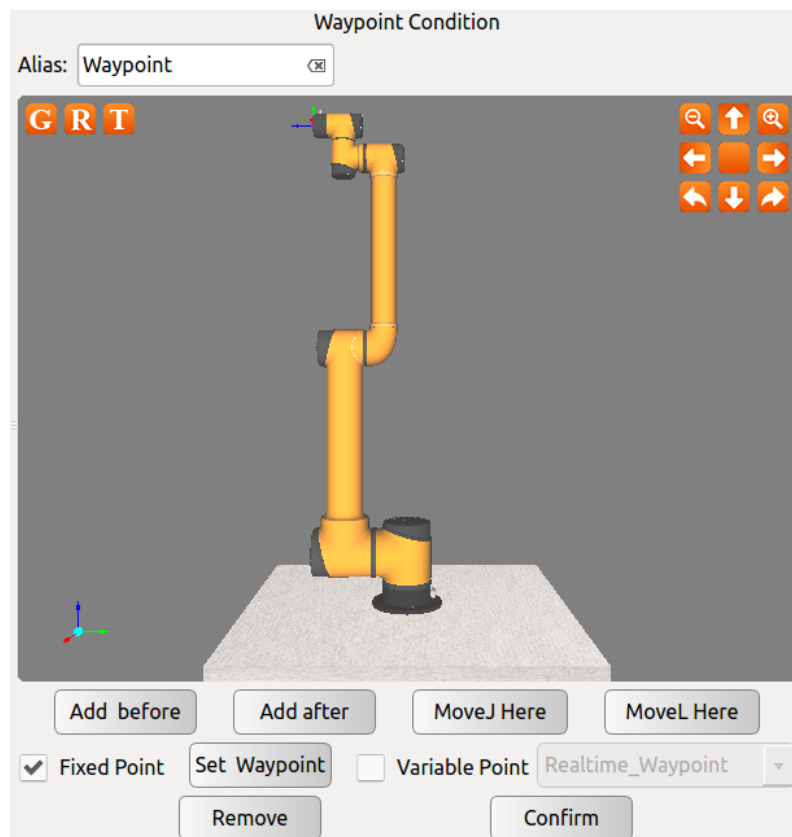 Waypoint Condition
Alias: Waypoint
G R T
Add before Add after MoveJ Here MoveL Here
Fixed Point Set Waypoint Variable Point Realtime_Waypoint
Remove Confirm